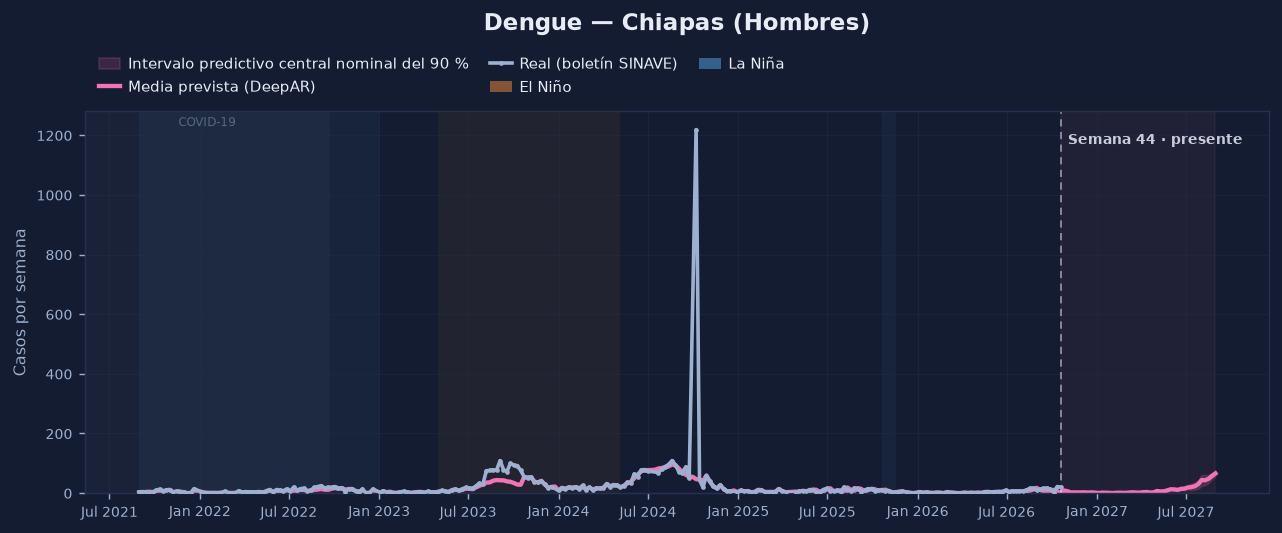 Dengue — Chiapas (Hombres)
Intervalo predictivo central nominal del 90 %
Real (boletín SINAVE)
La Niña
Media prevista (DeepAR)
El Niño
COVID-19
Semana 44 · presente
Casos por semana
1200
1000
800
600
400
200
0
Jul 2021
Jan 2022
Jul 2022
Jan 2023
Jul 2023
Jan 2024
Jul 2024
Jan 2025
Jul 2025
Jan 2026
Jul 2026
Jan 2027
Jul 2027